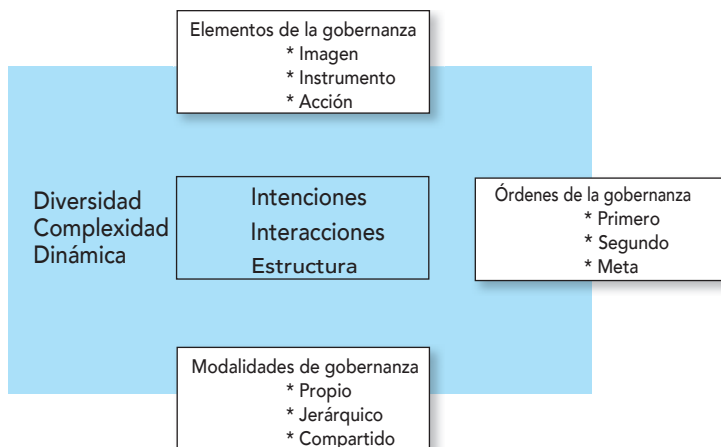 Elementos de la gobernanza
* Imagen
* Instrumento
* Acción
Diversidad
Complexidad
Dinámica
Intenciones
Interacciones
Estructura
Órdenes de la gobernanza
* Primero
* Segundo
* Meta
Modalidades de gobernanza
* Propio
* Jerárquico
* Compartido